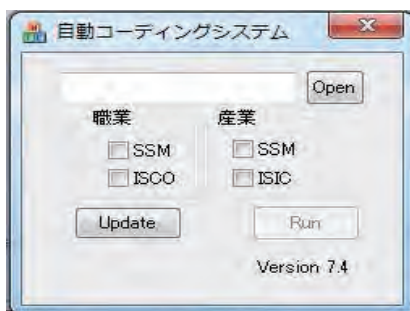 自動コーディングシステム
Open
職業 産業
SSM SSM
ISCO ISIC
Update Run
Version 7.4